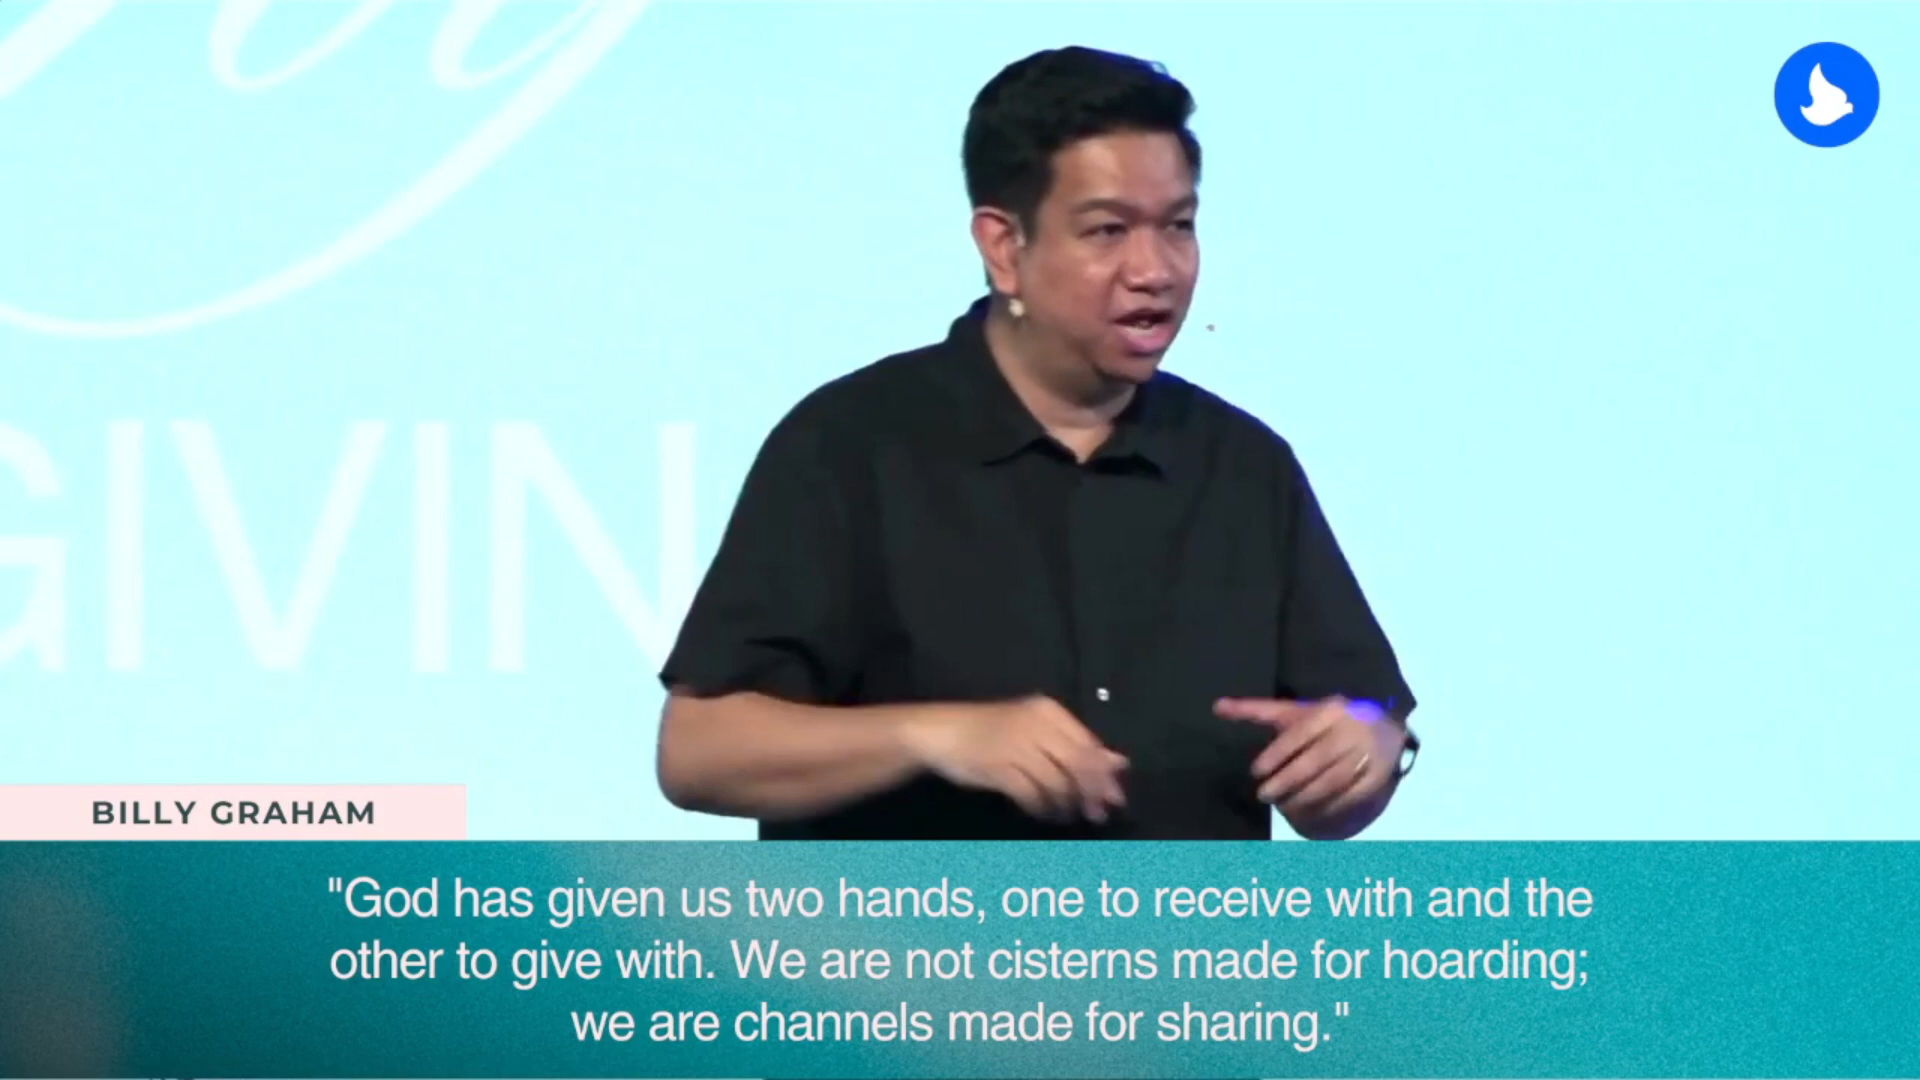 GIVIN
BILLY GRAHAM
"God has given us two hands, one to receive with and the
other to give with. We are not cisterns made for hoarding;
we are channels made for sharing."